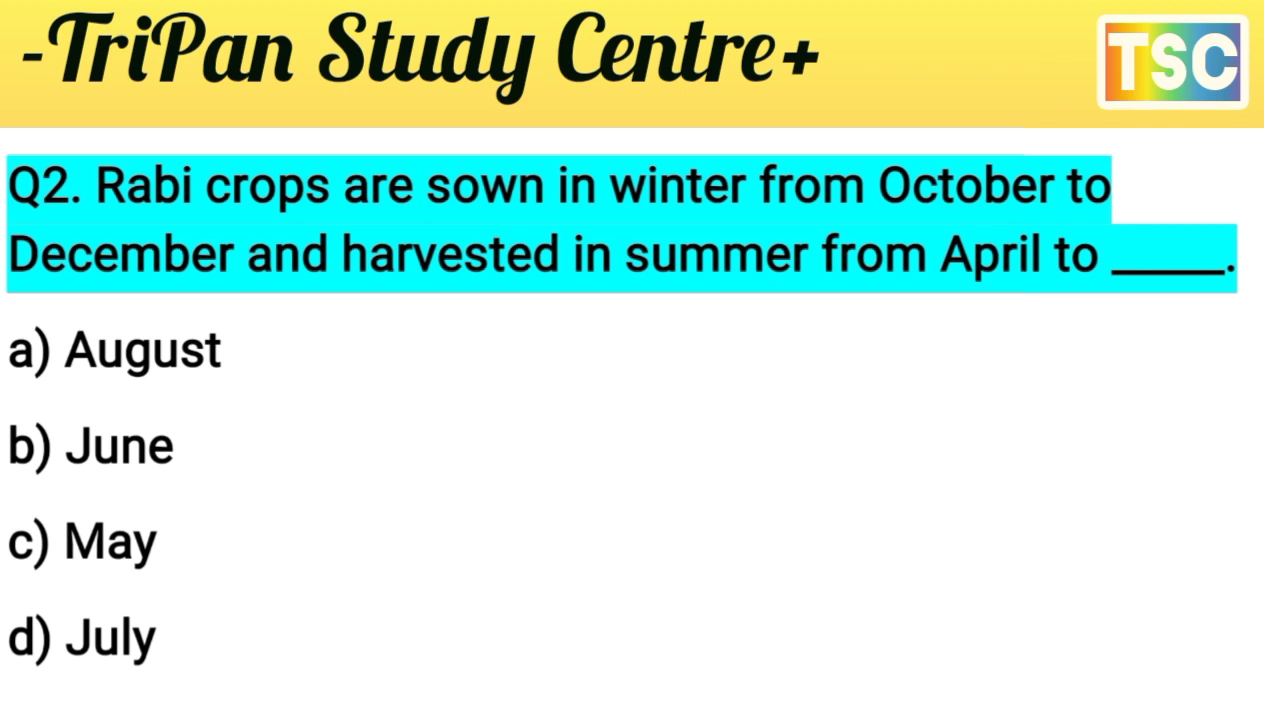 -TriPan Study Centre+
TSC
Q2. Rabi crops are sown in winter from October to
December and harvested in summer from April to _____.
a) August
b) June
c) May
d) July